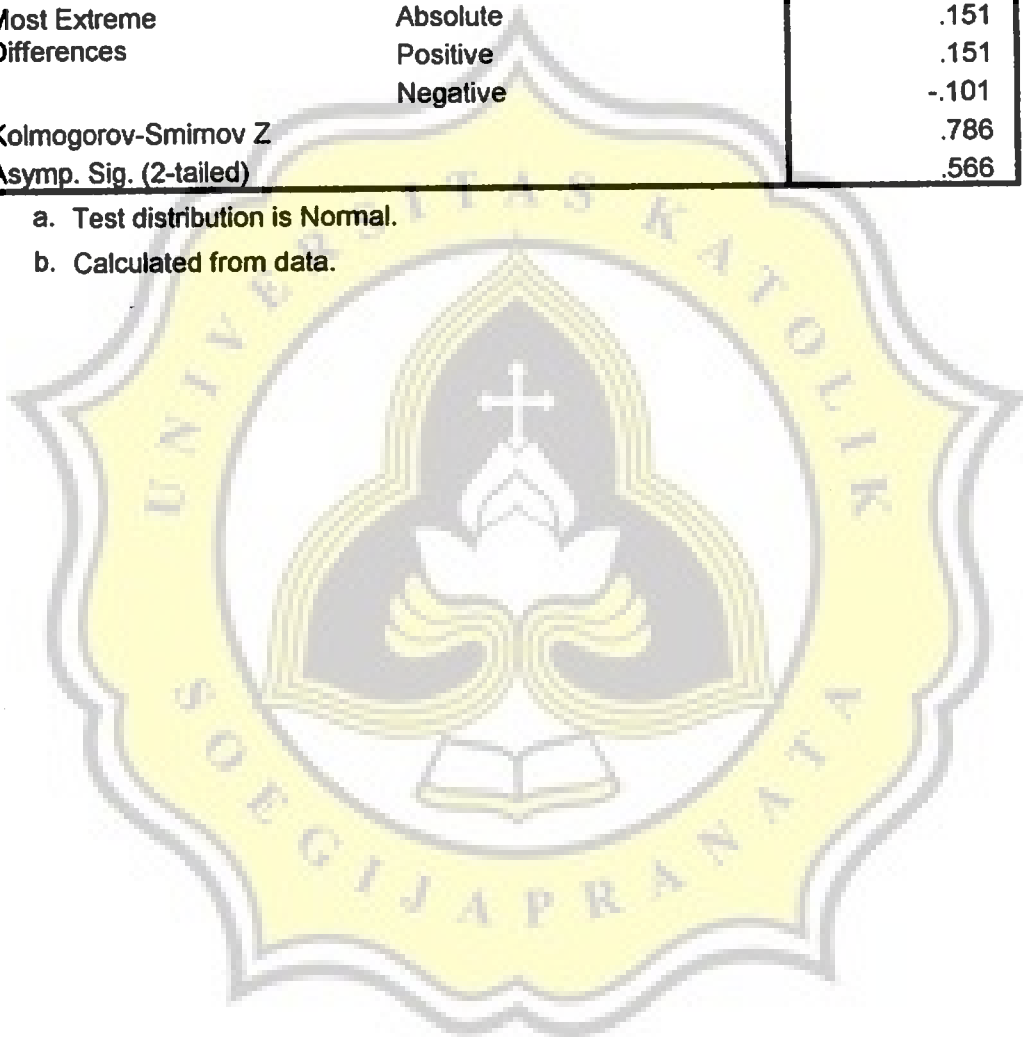 Most Extreme Absolute .151
Differences Positive .151
Negative -.101
Kolmogorov-Smirnov Z .786
Asymp. Sig. (2-tailed) .566
a. Test distribution is Normal.
b. Calculated from data.
UNIVERSITAS KATOLIK
SOEGIJAPRANATA